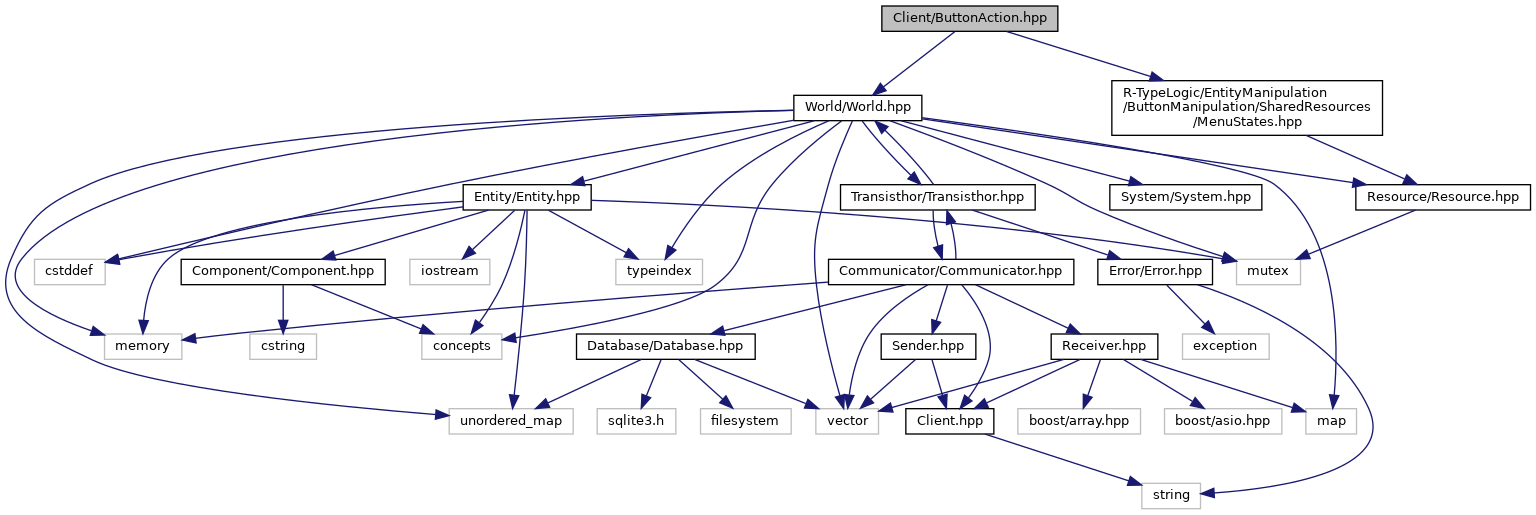 Client/ButtonAction.hpp
R-TypeLogic/EntityManipulation
/ButtonManipulation/SharedResources
/MenuStates.hpp
World/World.hpp
Entity/Entity.hpp
Transisthor/Transisthor.hpp
System/System.hpp
Resource/Resource.hpp
cstddef
Component/Component.hpp
iostream
typeindex
Communicator/Communicator.hpp
Error/Error.hpp
mutex
memory
cstring
concepts
Database/Database.hpp
Sender.hpp
Receiver.hpp
exception
unordered_map
sqlite3.h
filesystem
vector
Client.hpp
boost/array.hpp
boost/asio.hpp
map
string